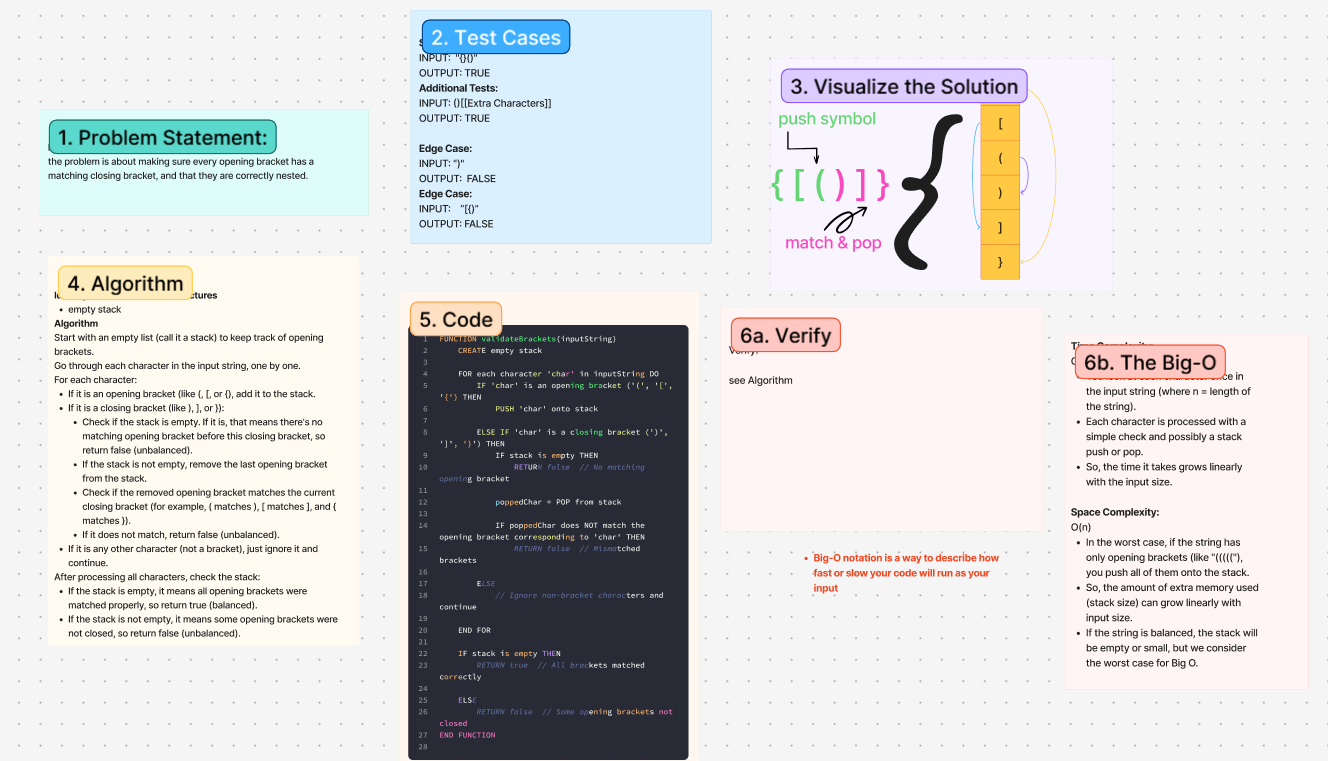 1. Problem Statement:
the problem is about making sure every opening bracket has a
matching closing bracket, and that they are correctly nested.
2. Test Cases
INPUT: "{}()"
OUTPUT: TRUE
Additional Tests:
INPUT: ()[[Extra Characters]]
OUTPUT: TRUE
Edge Case:
INPUT: ")"
OUTPUT: FALSE
Edge Case:
INPUT: "[{}"
OUTPUT: FALSE
3. Visualize the Solution
push symbol
{ [ ( ) ] }
match & pop
{
[
(
)
]
}
4. Algorithm
• empty stack
Algorithm
Start with an empty list (call it a stack) to keep track of opening
brackets.
Go through each character in the input string, one by one.
For each character:
• If it is an opening bracket (like (, [, or {), add it to the stack.
• If it is a closing bracket (like ), ], or }):
• Check if the stack is empty. If it is, that means there's no
matching opening bracket before this closing bracket, so
return false (unbalanced).
• If the stack is not empty, remove the last opening bracket
from the stack.
• Check if the removed opening bracket matches the current
closing bracket (for example, ( matches ), [ matches ], and {
matches }).
• If it does not match, return false (unbalanced).
• If it is any other character (not a bracket), just ignore it and
continue.
After processing all characters, check the stack:
• If the stack is empty, it means all opening brackets were
matched properly, so return true (balanced).
• If the stack is not empty, it means some opening brackets were
not closed, so return false (unbalanced).
5. Code
1 FUNCTION validateBrackets(inputString)
2 CREATE empty stack
3
4 FOR each character 'char' in inputString DO
5 IF 'char' is an opening bracket ('(', '[',
'{') THEN
6 PUSH 'char' onto stack
7
8 ELSE IF 'char' is a closing bracket (')',
']', '}') THEN
9 IF stack is empty THEN
10 RETURN false // No matching
opening bracket
11
12 poppedChar = POP from stack
13
14 IF poppedChar does NOT match the
opening bracket corresponding to 'char' THEN
15 RETURN false // Mismatched
brackets
16
17 ELSE
18 // Ignore non-bracket characters and
continue
19
20 END FOR
21
22 IF stack is empty THEN
23 RETURN true // All brackets matched
correctly
24
25 ELSE
26 RETURN false // Some opening brackets not
closed
27 END FUNCTION
28
6a. Verify
see Algorithm
• Big-O notation is a way to describe how
fast or slow your code will run as your
input
6b. The Big-O
the input string (where n = length of
the string).
• Each character is processed with a
simple check and possibly a stack
push or pop.
• So, the time it takes grows linearly
with the input size.
Space Complexity:
O(n)
• In the worst case, if the string has
only opening brackets (like "((((("),
you push all of them onto the stack.
• So, the amount of extra memory used
(stack size) can grow linearly with
input size.
• If the string is balanced, the stack will
be empty or small, but we consider
the worst case for Big O.